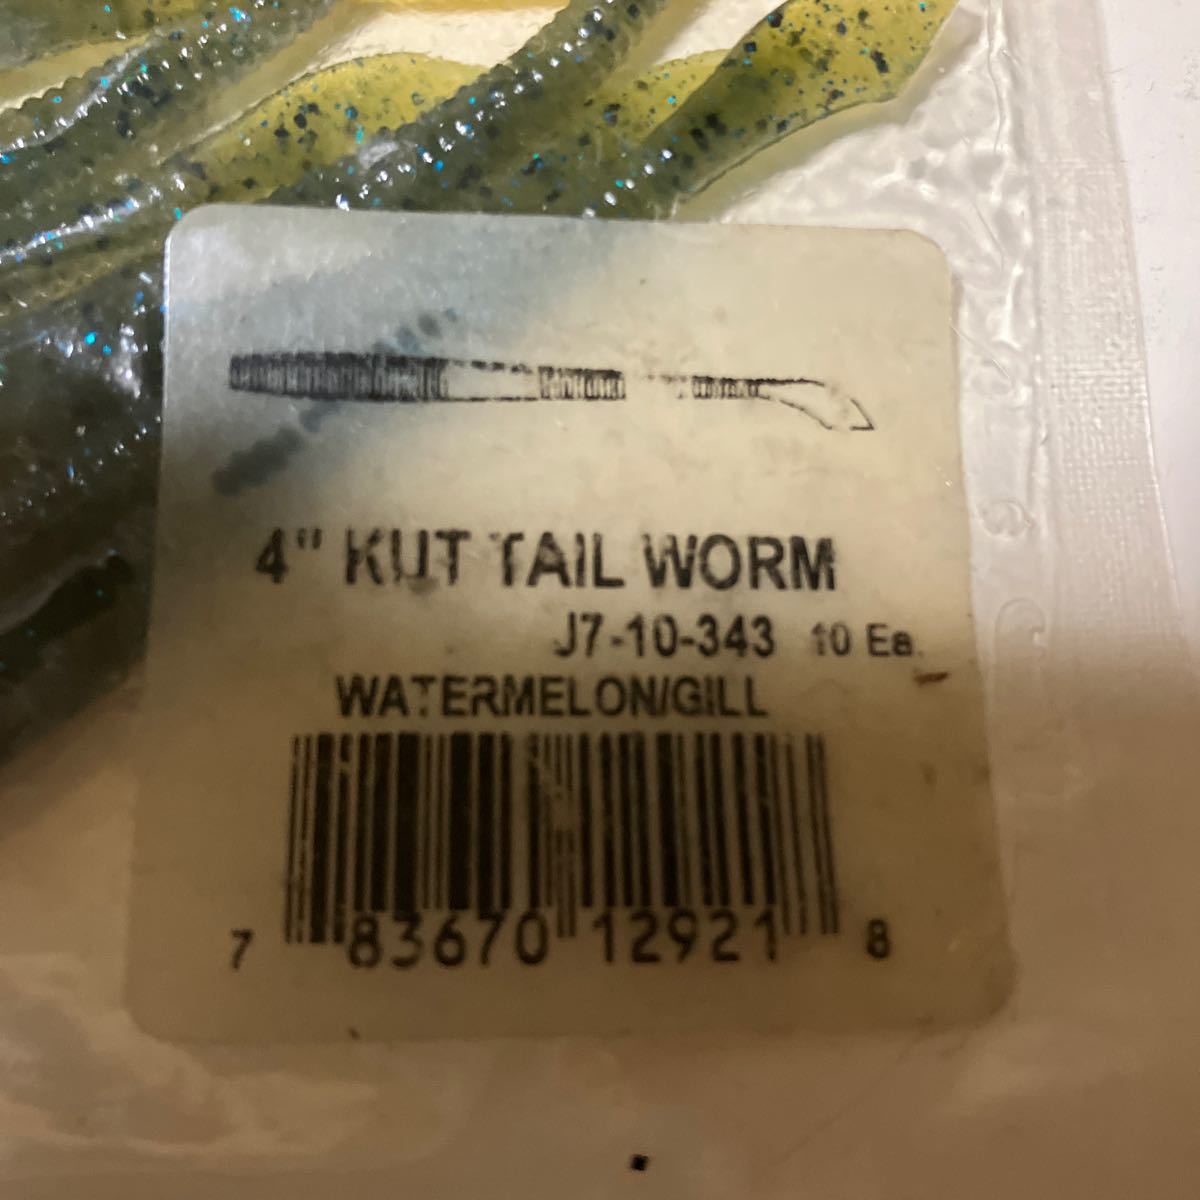 4" KUT TAIL WORM
J7-10-343 10 Ea.
WATERMELON/GILL
7 83670 12921 8